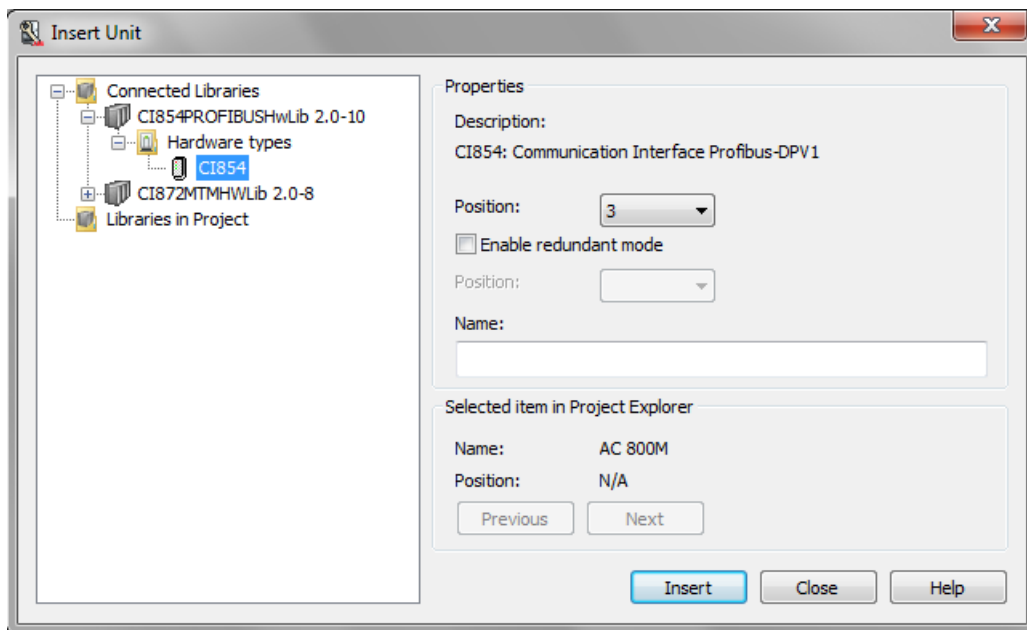 Insert Unit
Connected Libraries
CI854PROFIBUSHwLib 2.0-10
Hardware types
CI854
CI872MTMHWLib 2.0-8
Libraries in Project
Properties
Description:
CI854: Communication Interface Profibus-DPV1
Position:
3
Enable redundant mode
Position:
Name:
Selected item in Project Explorer
Name:
AC 800M
Position:
N/A
Previous
Next
Insert
Close
Help